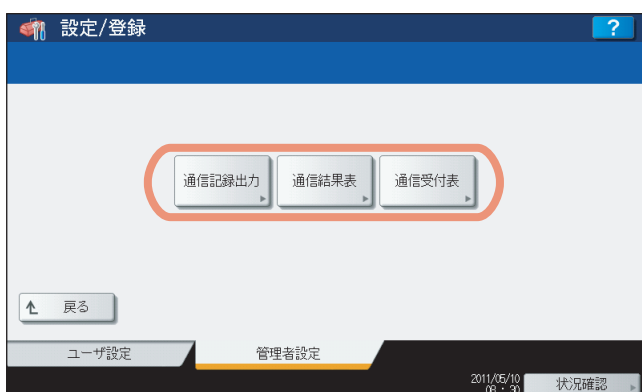 設定/登録
?
通信記録出力
通信結果表
通信受付表
戻る
ユーザ設定
管理者設定
2011/05/10
08 : 30
状況確認